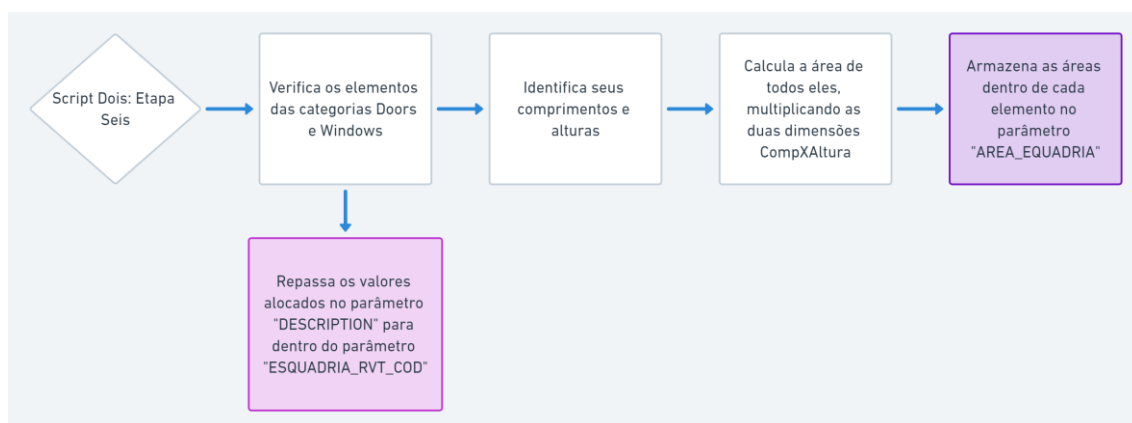 Script Dois: Etapa
Seis
Verifica os elementos
das categorias Doors
e Windows
Identifica seus
comprimentos e
alturas
Calcula a área de
todos eles,
multiplicando as
duas dimensões
CompXAltura
Armazena as áreas
dentro de cada
elemento no
parâmetro
"AREA_EQUADRIA"
Repassa os valores
alocados no parâmetro
"DESCRIPTION" para
dentro do parâmetro
"ESQUADRIA_RVT_COD"